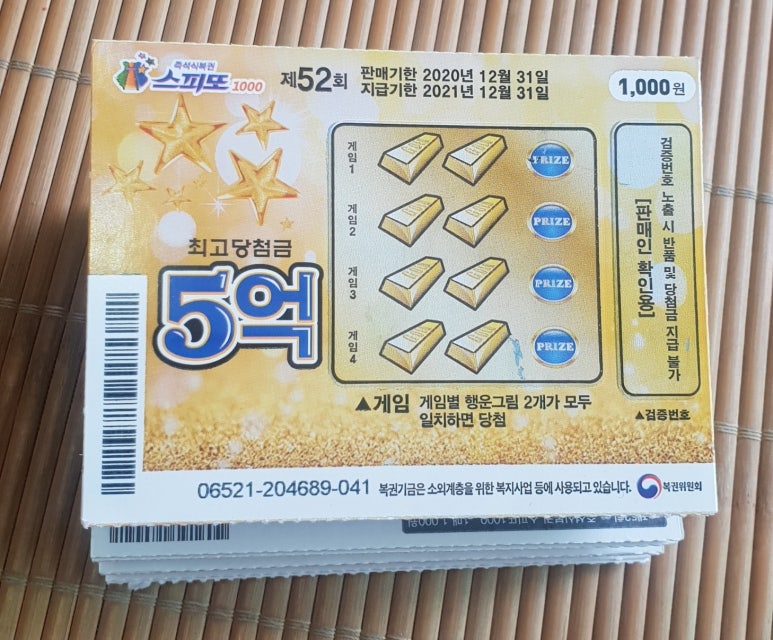 즉석식복권
스피또1000
제52회
판매기한 2020년 12월 31일
지급기한 2021년 12월 31일
1,000원
게임1
PRIZE
게임2
PRIZE
게임3
PRIZE
게임4
PRIZE
최고당첨금
5억
검증번호 노출 시 반품 및 당첨금 지급 불가
[판매인 확인용]
▲게임 게임별 행운그림 2개가 모두
일치하면 당첨
▲검증번호
06521-204689-041
복권기금은 소외계층을 위한 복지사업 등에 사용되고 있습니다.
복권위원회